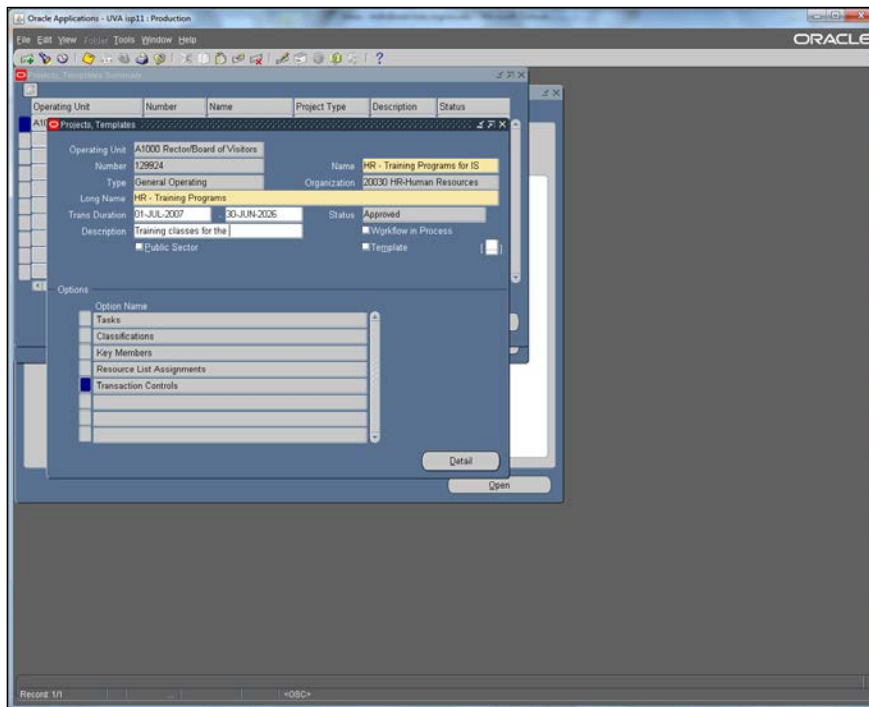 Oracle Applications - UVA isp11 : Production
File Edit View Folder Tools Window Help
ORACLE
Projects, Templates Summary
Operating Unit Number Name Project Type Description Status
A10
Projects, Templates
Operating Unit A1000 Rector/Board of Visitors
Number 129924 Name HR - Training Programs for IS
Type General Operating Organization 20030 HR-Human Resources
Long Name HR - Training Programs
Trans Duration 01-JUL-2007 - 30-JUN-2026 Status Approved
Description Training classes for the Workflow in Process
Public Sector Template [ ]
Options
Option Name
Tasks
Classifications
Key Members
Resource List Assignments
Transaction Controls
Detail
Open
Record: 1/1 ... <OSC>